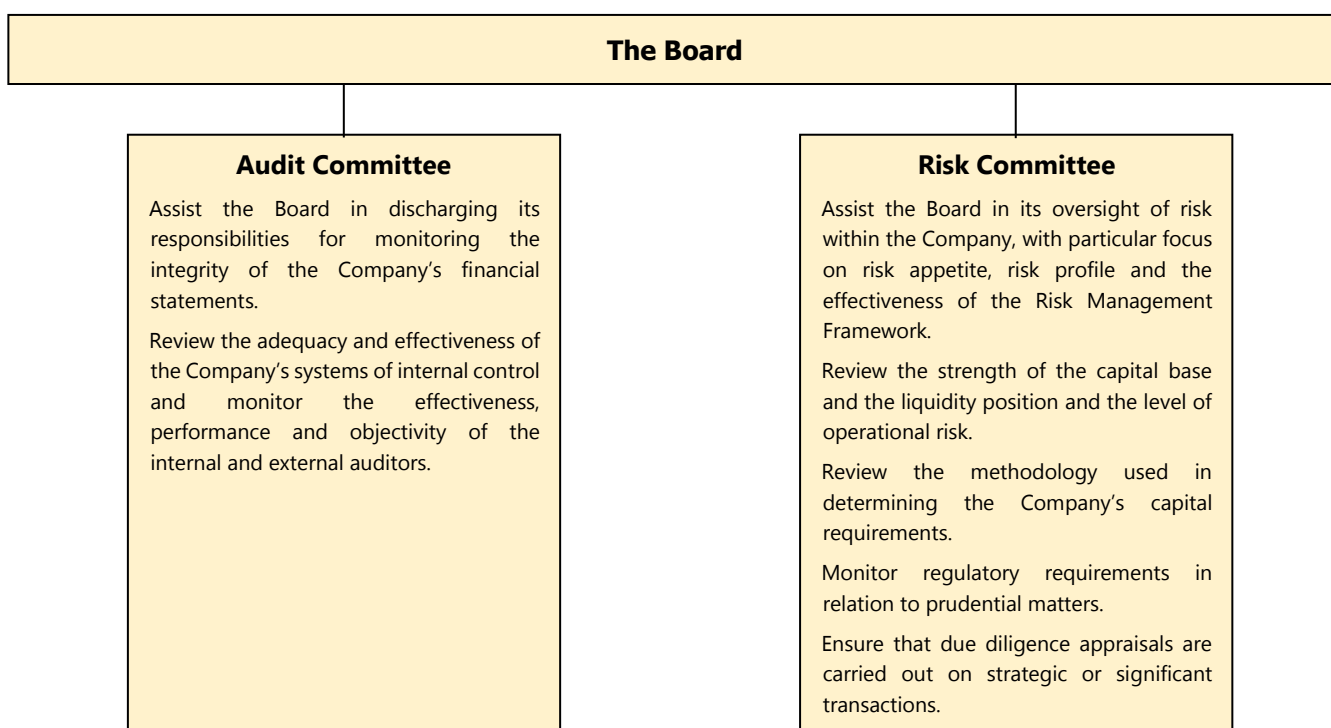 The Board
Audit Committee
Assist the Board in discharging its
responsibilities for monitoring the
integrity of the Company's financial
statements.
Review the adequacy and effectiveness of
the Company's systems of internal control
and monitor the effectiveness,
performance and objectivity of the
internal and external auditors.
Risk Committee
Assist the Board in its oversight of risk
within the Company, with particular focus
on risk appetite, risk profile and the
effectiveness of the Risk Management
Framework.
Review the strength of the capital base
and the liquidity position and the level of
operational risk.
Review the methodology used in
determining the Company's capital
requirements.
Monitor regulatory requirements in
relation to prudential matters.
Ensure that due diligence appraisals are
carried out on strategic or significant
transactions.